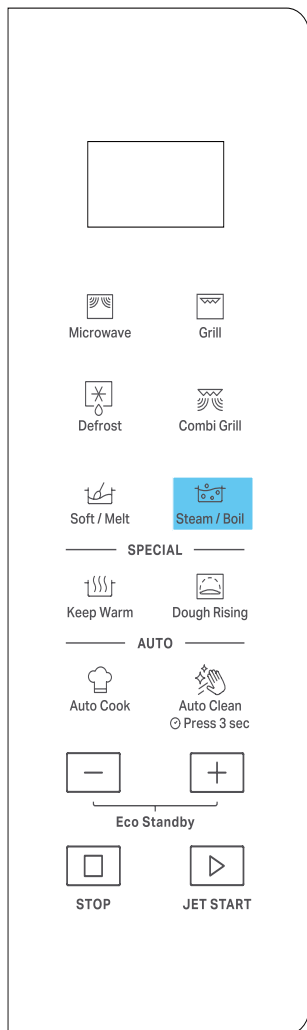 Microwave Grill
Defrost Combi Grill
Soft / Melt Steam / Boil
SPECIAL
Keep Warm Dough Rising
AUTO
Auto Cook Auto Clean
Press 3 sec
Eco Standby
STOP JET START